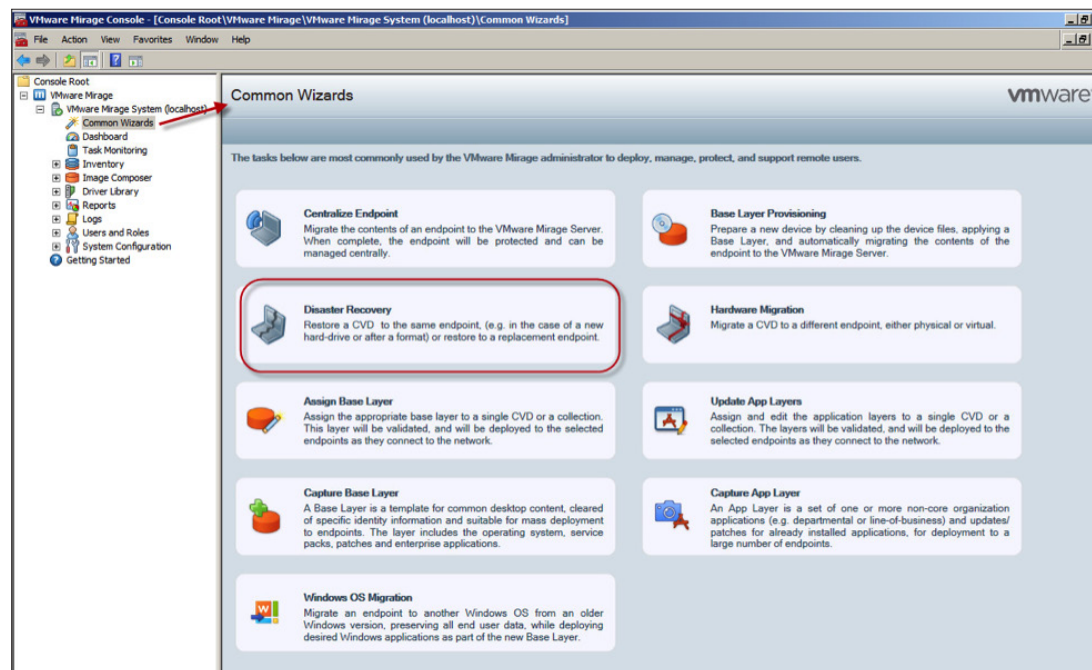 VMware Mirage Console - [Console Root\VMware Mirage\VMware Mirage System (localhost)\Common Wizards]
File Action View Favorites Window Help
Console Root
VMware Mirage
VMware Mirage System (localhost)
Common Wizards
Dashboard
Task Monitoring
Inventory
Image Composer
Driver Library
Reports
Logs
Users and Roles
System Configuration
Getting Started
Common Wizards
vmware
The tasks below are most commonly used by the VMware Mirage administrator to deploy, manage, protect, and support remote users.
Centralize Endpoint
Migrate the contents of an endpoint to the VMware Mirage Server.
When complete, the endpoint will be protected and can be
managed centrally.
Base Layer Provisioning
Prepare a new device by cleaning up the device files, applying a
Base Layer, and automatically migrating the contents of the
endpoint to the VMware Mirage Server.
Disaster Recovery
Restore a CVD to the same endpoint, (e.g. in the case of a new
hard-drive or after a format) or restore to a replacement endpoint.
Hardware Migration
Migrate a CVD to a different endpoint, either physical or virtual.
Assign Base Layer
Assign the appropriate base layer to a single CVD or a collection.
This layer will be validated, and will be deployed to the selected
endpoints as they connect to the network.
Update App Layers
Assign and edit the application layers to a single CVD or a
collection. The layers will be validated, and will be deployed to the
selected endpoints as they connect to the network.
Capture Base Layer
A Base Layer is a template for common desktop content, cleared
of specific identity information and suitable for mass deployment
to endpoints. The layer includes the operating system, service
packs, patches and enterprise applications.
Capture App Layer
An App Layer is a set of one or more non-core organization
applications (e.g. departmental or line-of-business) and updates/
patches for already installed applications, for deployment to a
large number of endpoints.
Windows OS Migration
Migrate an endpoint to another Windows OS from an older
Windows version, preserving all end user data, while deploying
desired Windows applications as part of the new Base Layer.